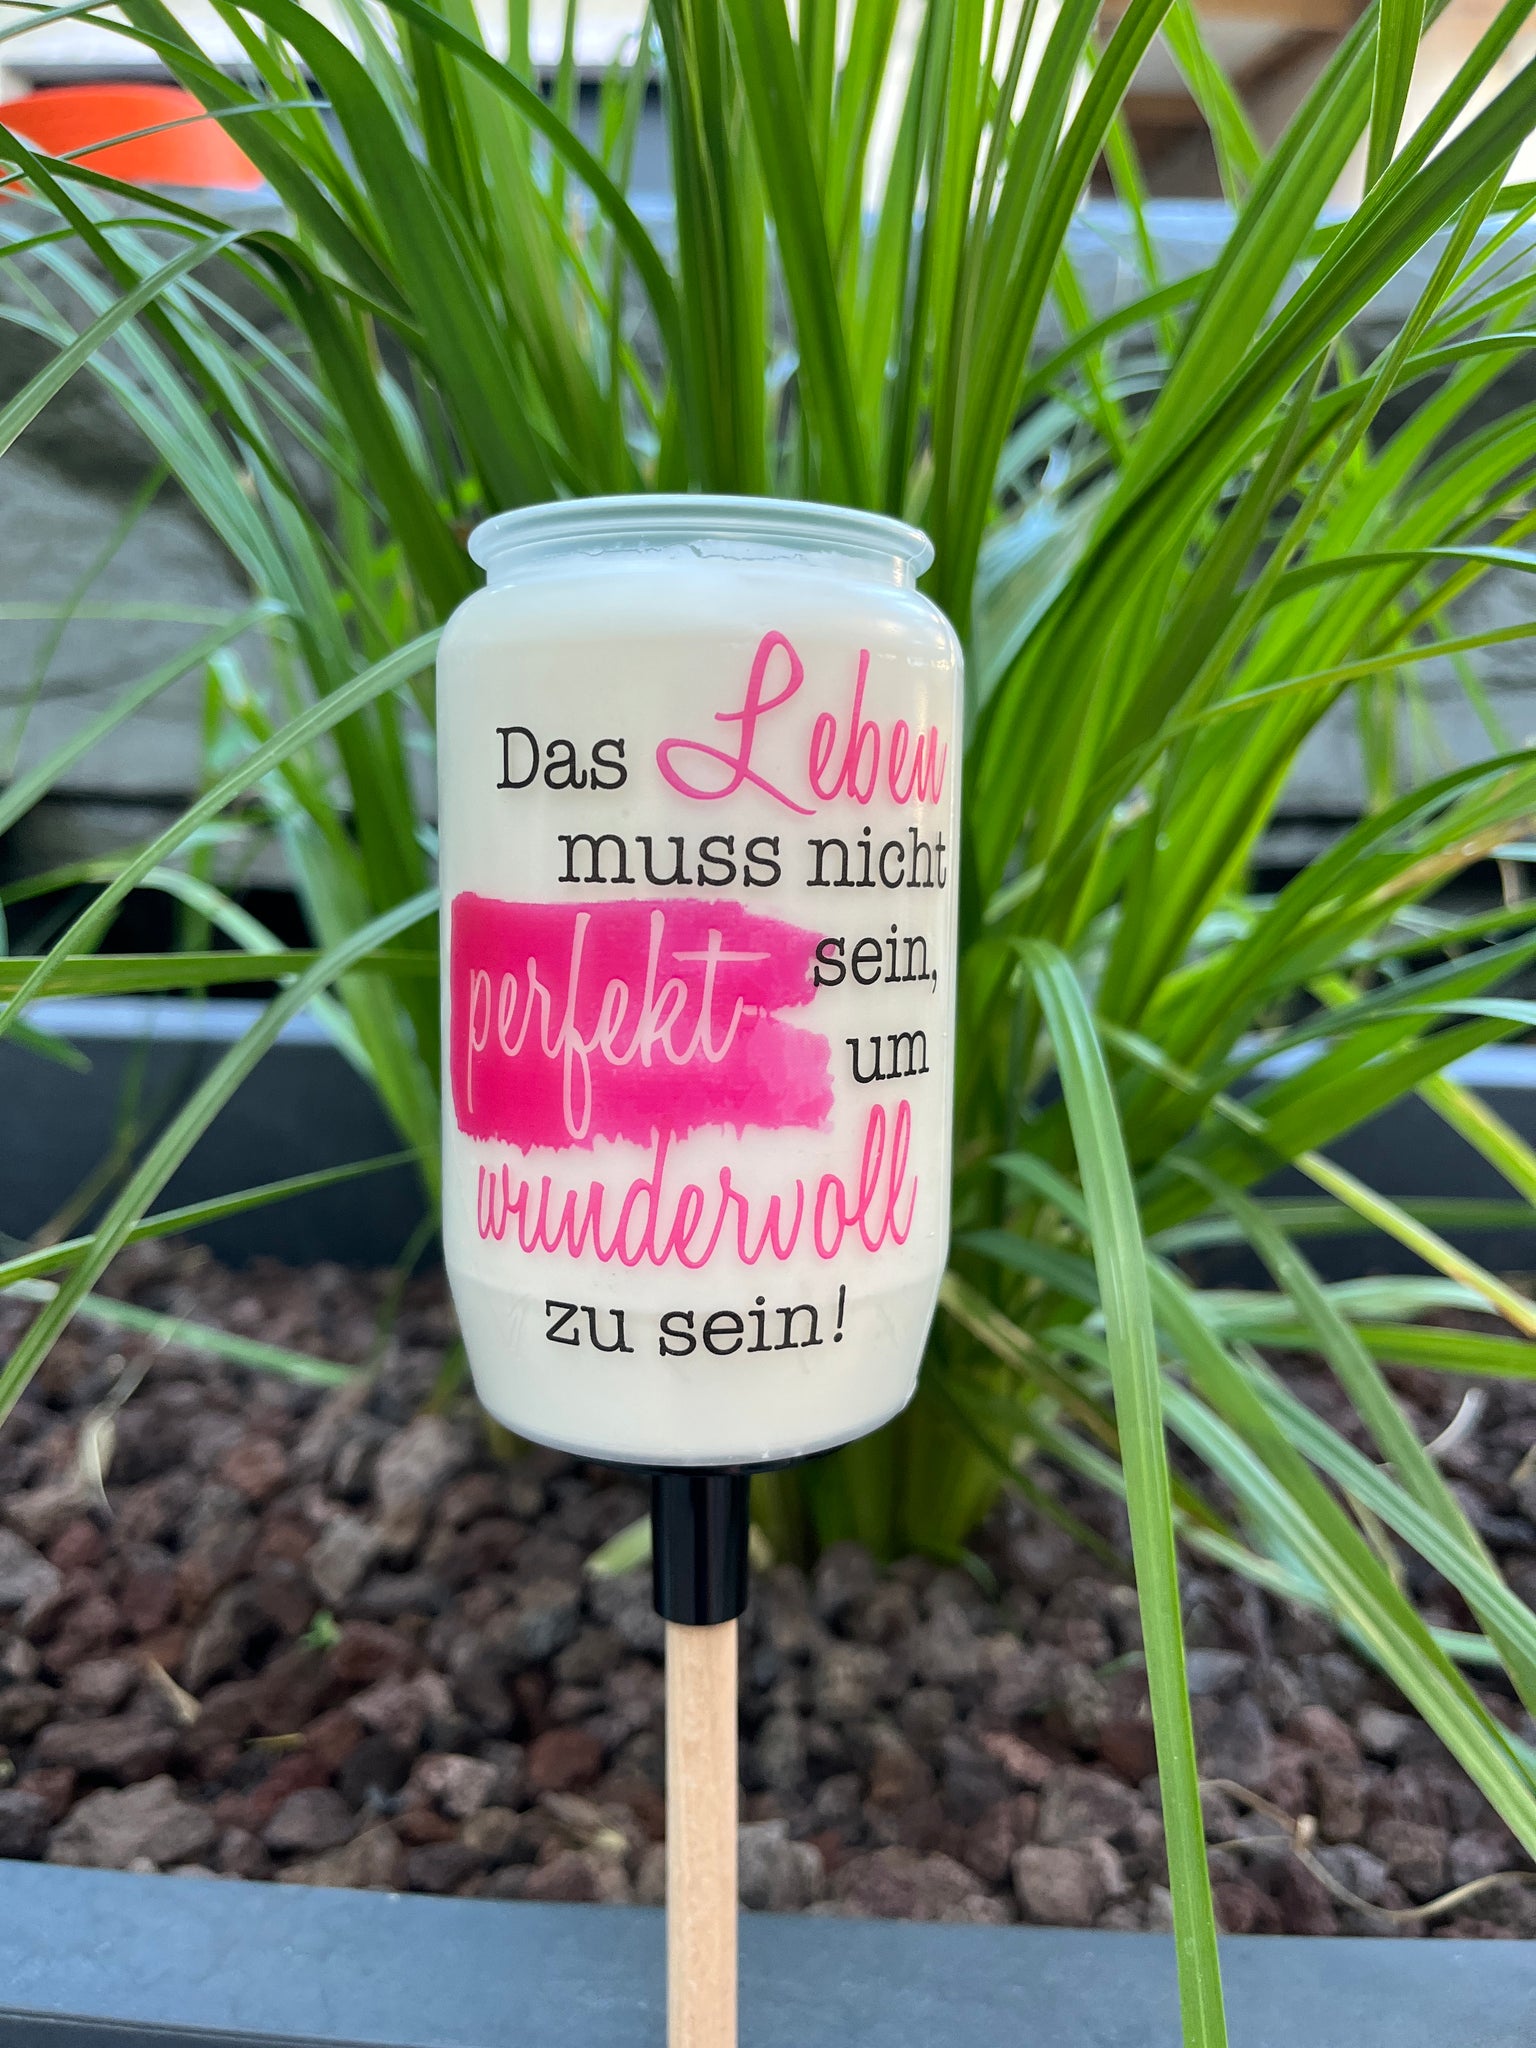 Das Leben
muss nicht
perfekt sein,
um
wundervoll
zu sein!